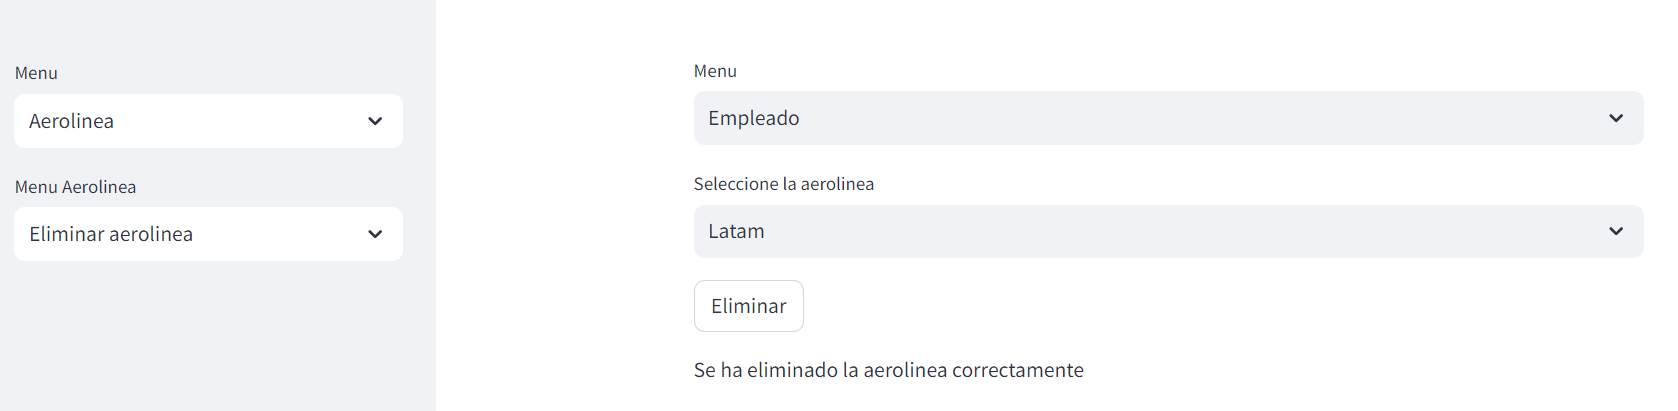 Menu
Aerolinea
Menu Aerolinea
Eliminar aerolinea
Menu
Empleado
Seleccione la aerolinea
Latam
Eliminar
Se ha eliminado la aerolinea correctamente